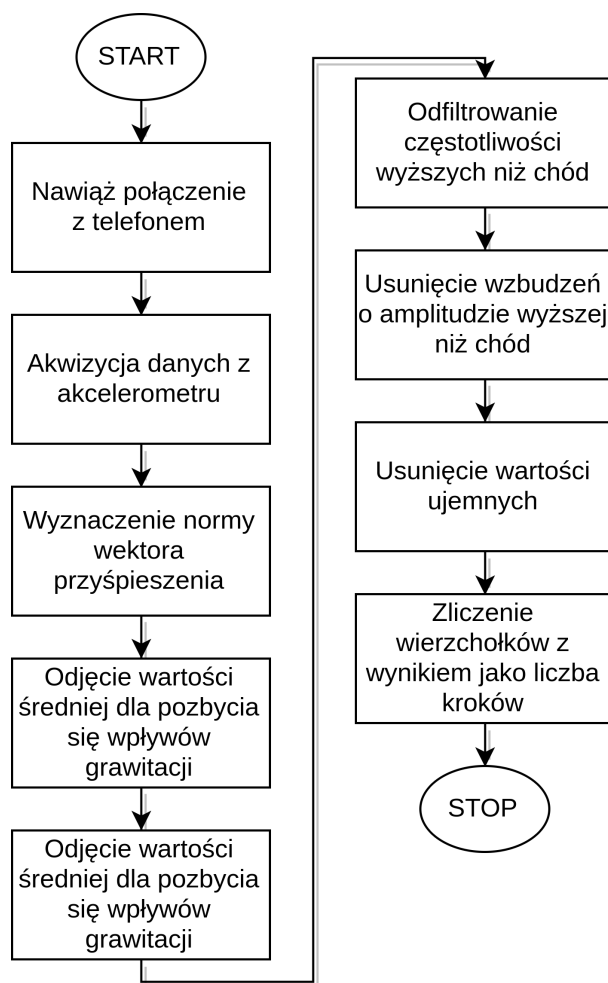 START
Nawiąż połączenie
z telefonem
Akwizycja danych z
akcelerometru
Wyznaczenie normy
wektora
przyśpieszenia
Odjęcie wartości
średniej dla pozbycia
się wpływów
grawitacji
Odjęcie wartości
średniej dla pozbycia
się wpływów
grawitacji
Odfiltrowanie
częstotliwości
wyższych niż chód
Usunięcie wzbudzeń
o amplitudzie wyższej
niż chód
Usunięcie wartości
ujemnych
Zliczenie
wierzchołków z
wynikiem jako liczba
kroków
STOP